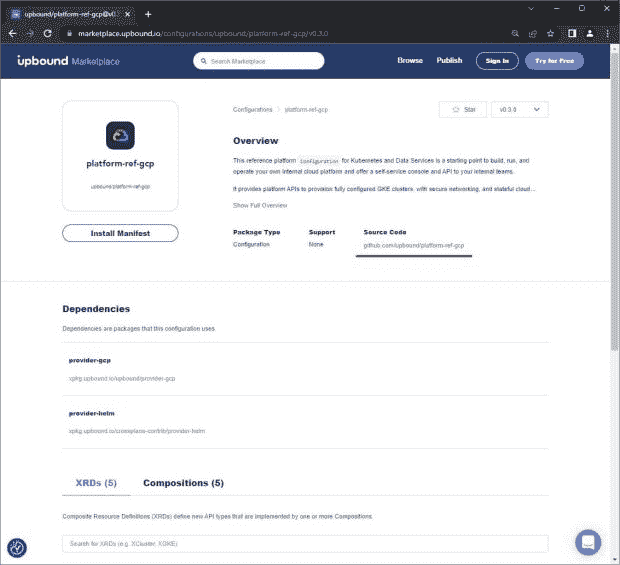 upbound/platform-ref-gcp@v0.3
marketplace.upbound.io/configurations/upbound/platform-ref-gcp/v0.3.0
upbound Marketplace
Search Marketplace
Browse
Publish
Sign In
Try for Free
platform-ref-gcp
upbound/platform-ref-gcp
Install Manifest
Configurations > platform-ref-gcp
Star
v0.3.0
Overview
This reference platform Configuration for Kubernetes and Data Services is a starting point to build, run, and
operate your own internal cloud platform and offer a self-service console and API to your internal teams.
It provides platform APIs to provision fully configured GKE clusters, with secure networking, and stateful cloud...
Show Full Overview
Package Type
Configuration
Support
None
Source Code
github.com/upbound/platform-ref-gcp
Dependencies
Dependencies are packages that this configuration uses.
provider-gcp
xpkg.upbound.io/upbound/provider-gcp
provider-helm
xpkg.upbound.io/crossplane-contrib/provider-helm
XRDs (5)
Compositions (5)
Composite Resource Definitions (XRDs) define new API types that are implemented by one or more Compositions.
Search for XRDs (e.g. XCluster, XGKE)